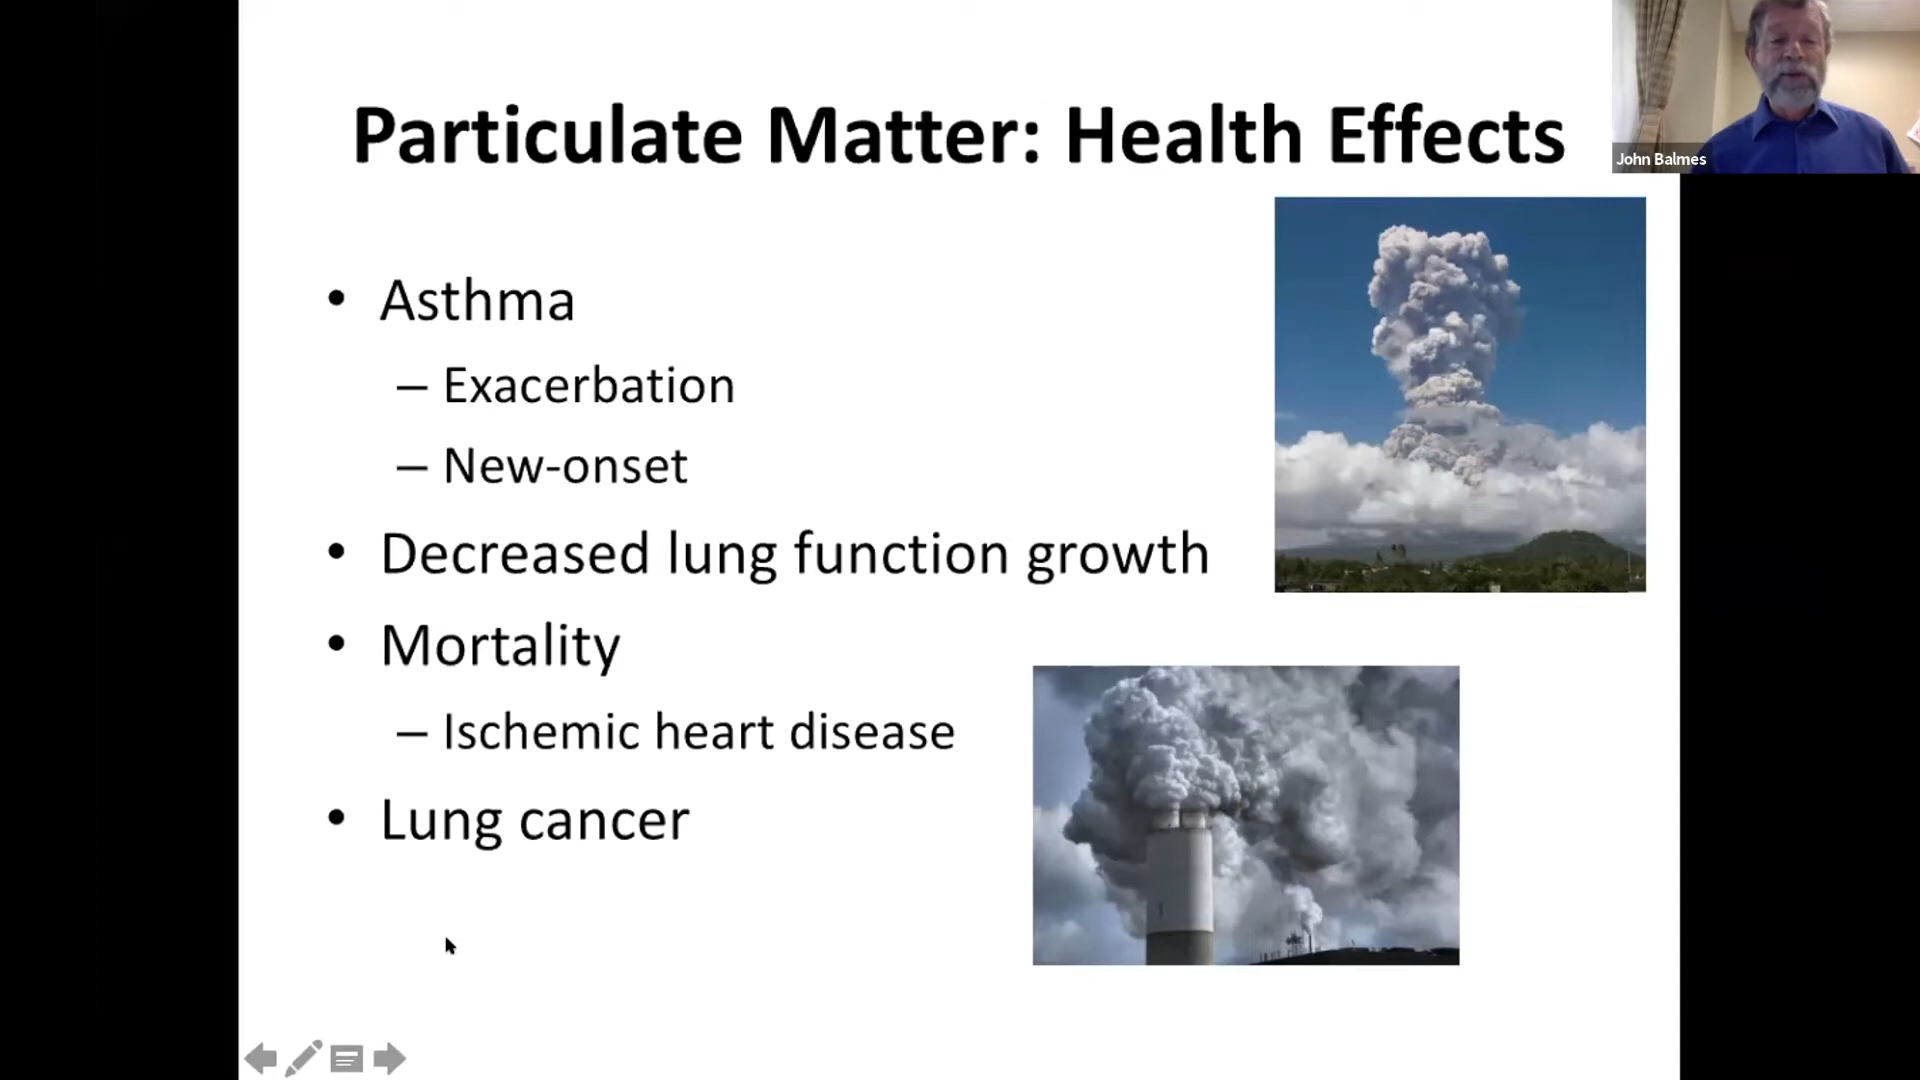 Particulate Matter: Health Effects
John Balmes
• Asthma
– Exacerbation
– New-onset
• Decreased lung function growth
• Mortality
– Ischemic heart disease
• Lung cancer